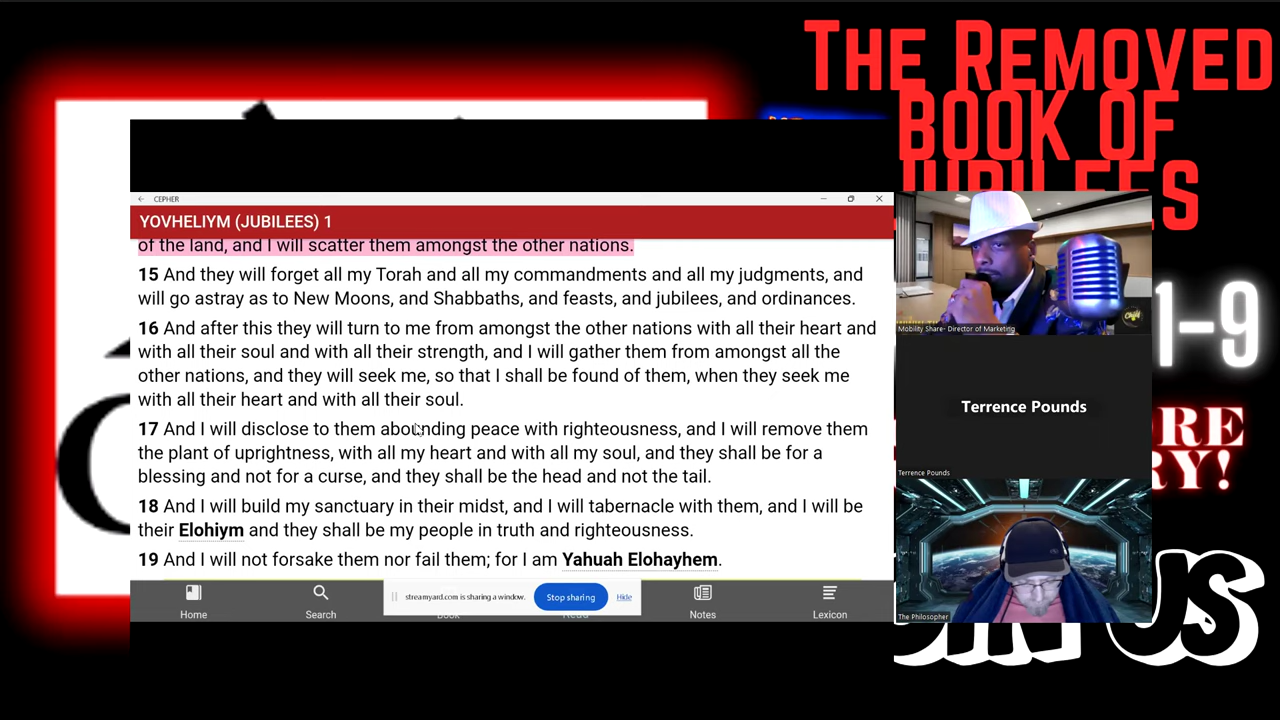 THE REMOVED
BOOK OF
JUBILEES
CEPHER
YOVHELIYM (JUBILEES) 1
of the land, and I will scatter them amongst the other nations.
15 And they will forget all my Torah and all my commandments and all my judgments, and
will go astray as to New Moons, and Shabbaths, and feasts, and jubilees, and ordinances.
16 And after this they will turn to me from amongst the other nations with all their heart and
with all their soul and with all their strength, and I will gather them from amongst all the
other nations, and they will seek me, so that I shall be found of them, when they seek me
with all their heart and with all their soul.
17 And I will disclose to them abounding peace with righteousness, and I will remove them
the plant of uprightness, with all my heart and with all my soul, and they shall be for a
blessing and not for a curse, and they shall be the head and not the tail.
18 And I will build my sanctuary in their midst, and I will tabernacle with them, and I will be
their Elohiym and they shall be my people in truth and righteousness.
19 And I will not forsake them nor fail them; for I am Yahuah Elohayhem.
Home
Search
Book
Read
Notes
Lexicon
streamyard.com is sharing a window.
Stop sharing
Hide
Mobility Share- Director of Marketing
Terrence Pounds
Terrence Pounds
The Philosopher
1-9
RE
RY!
US